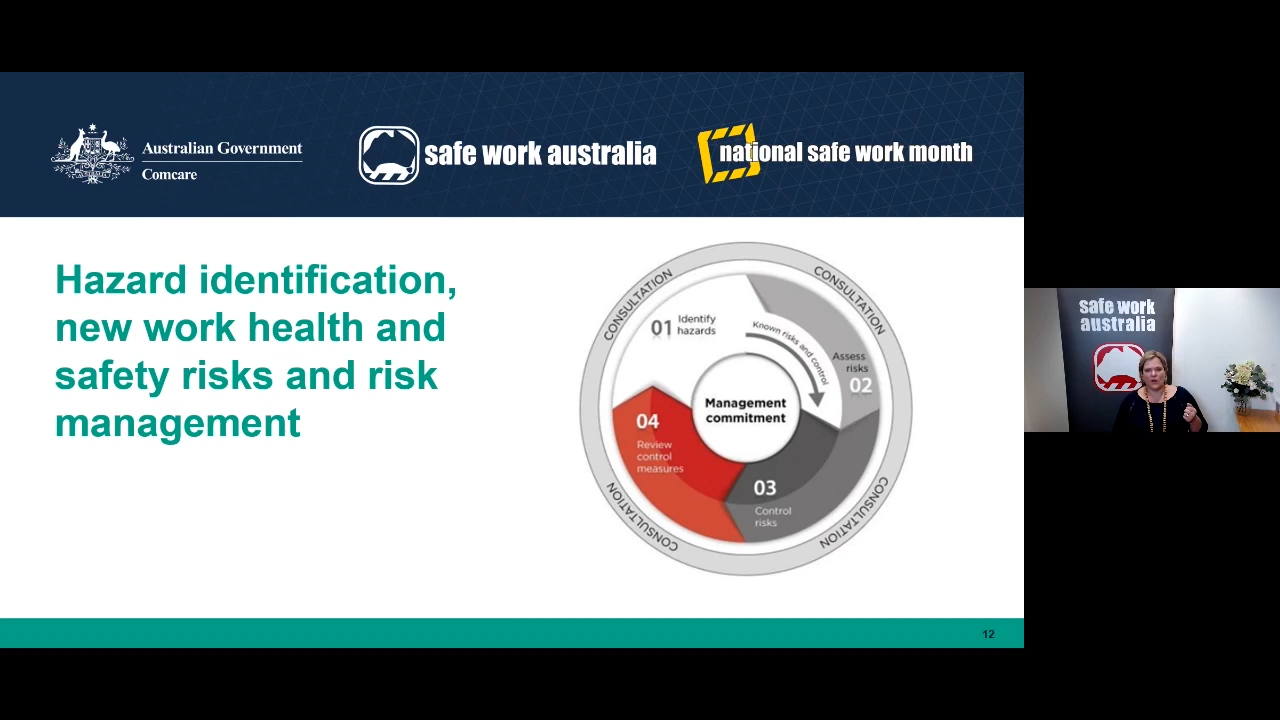 Australian Government
Comcare
safe work australia
national safe work month
Hazard identification,
new work health and
safety risks and risk
management
CONSULTATION
CONSULTATION
01 Identify
hazards
Known risks and control
Assess
risks
02
Management
commitment
04
Review
control
measures
03
Control
risks
CONSULTATION
CONSULTATION
12
safe work
australia